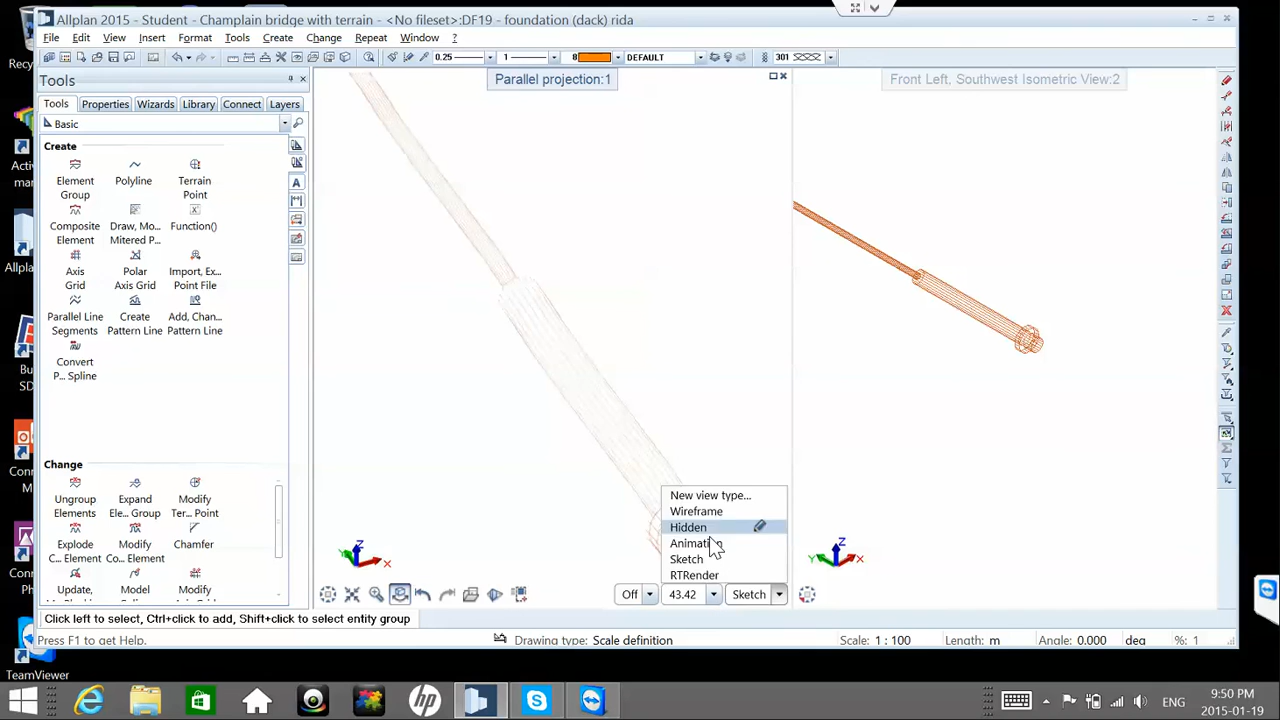 Allplan 2015 - Student - Champlain bridge with terrain - <No fileset>:DF19 - foundation (dack) rida
File Edit View Insert Format Tools Create Change Repeat Window ?
0.25 1 8 DEFAULT 301
Tools
Parallel projection:1
Front Left, Southwest Isometric View:2
Tools Properties Wizards Library Connect Layers
Basic
Create
Element Group
Polyline
Terrain Point
Composite Element
Draw, Mo... Mitered P...
Function()
Axis Grid
Polar Axis Grid
Import, Ex... Point File
Parallel Line Segments
Create Pattern Line
Add, Chan... Pattern Line
Convert P... Spline
Change
Ungroup Elements
Expand Ele... Group
Modify Ter... Point
Explode C... Element
Modify Co... Element
Chamfer
Update,
Model
New view type...
Wireframe
Hidden
Animation
Sketch
RTRender
Off 43.42 Sketch
Z X
Y Z X
Click left to select, Ctrl+click to add, Shift+click to select entity group
Press F1 to get Help.
Drawing type: Scale definition
Scale: 1 : 100
Length: m
Angle: 0.000
deg
%: 1
TeamViewer
hp
ENG
9:50 PM
2015-01-19